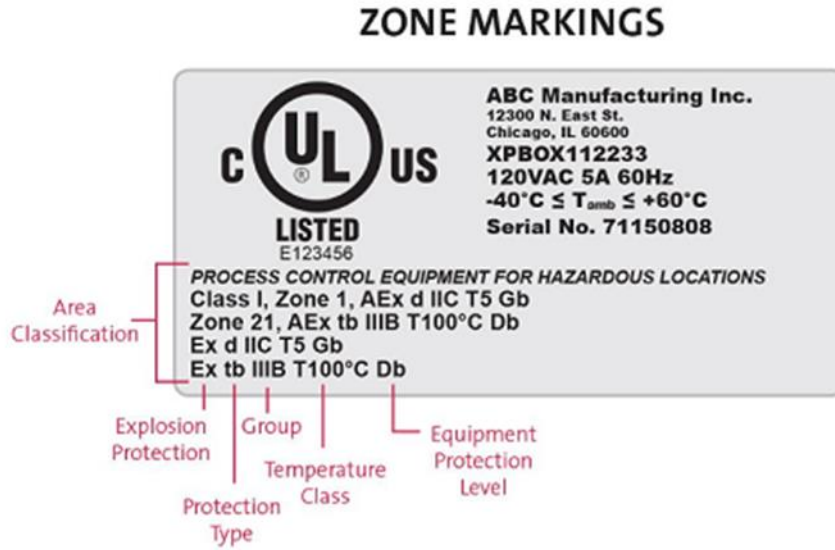 ZONE MARKINGS
C UL US
®
LISTED
E123456
ABC Manufacturing Inc.
12300 N. East St.
Chicago, IL 60600
XPBOX112233
120VAC 5A 60Hz
-40°C ≤ Tamb ≤ +60°C
Serial No. 71150808
PROCESS CONTROL EQUIPMENT FOR HAZARDOUS LOCATIONS
Class I, Zone 1, AEx d IIC T5 Gb
Zone 21, AEx tb IIIB T100°C Db
Ex d IIC T5 Gb
Ex tb IIIB T100°C Db
Area
Classification
Explosion
Protection
Protection
Type
Group
Temperature
Class
Equipment
Protection
Level